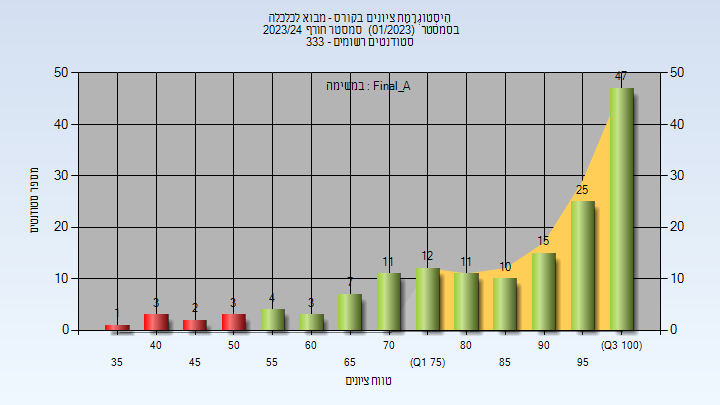 היסטוגרמת ציונים בקורס - מבוא לכלכלה
בסמסטר (01/2023) סמסטר חורף 2023/24
סטודנטים רשומים - 333
במשימה : Final_A
50 50
40 40
30 30
20 20
10 10
0 0
מספר סטודנטים
1 3 2 3 4 3 7 11 12 11 10 15 25 47
40 50 60 70 80 90 (Q3 100)
35 45 55 65 (Q1 75) 85 95
טווח ציונים